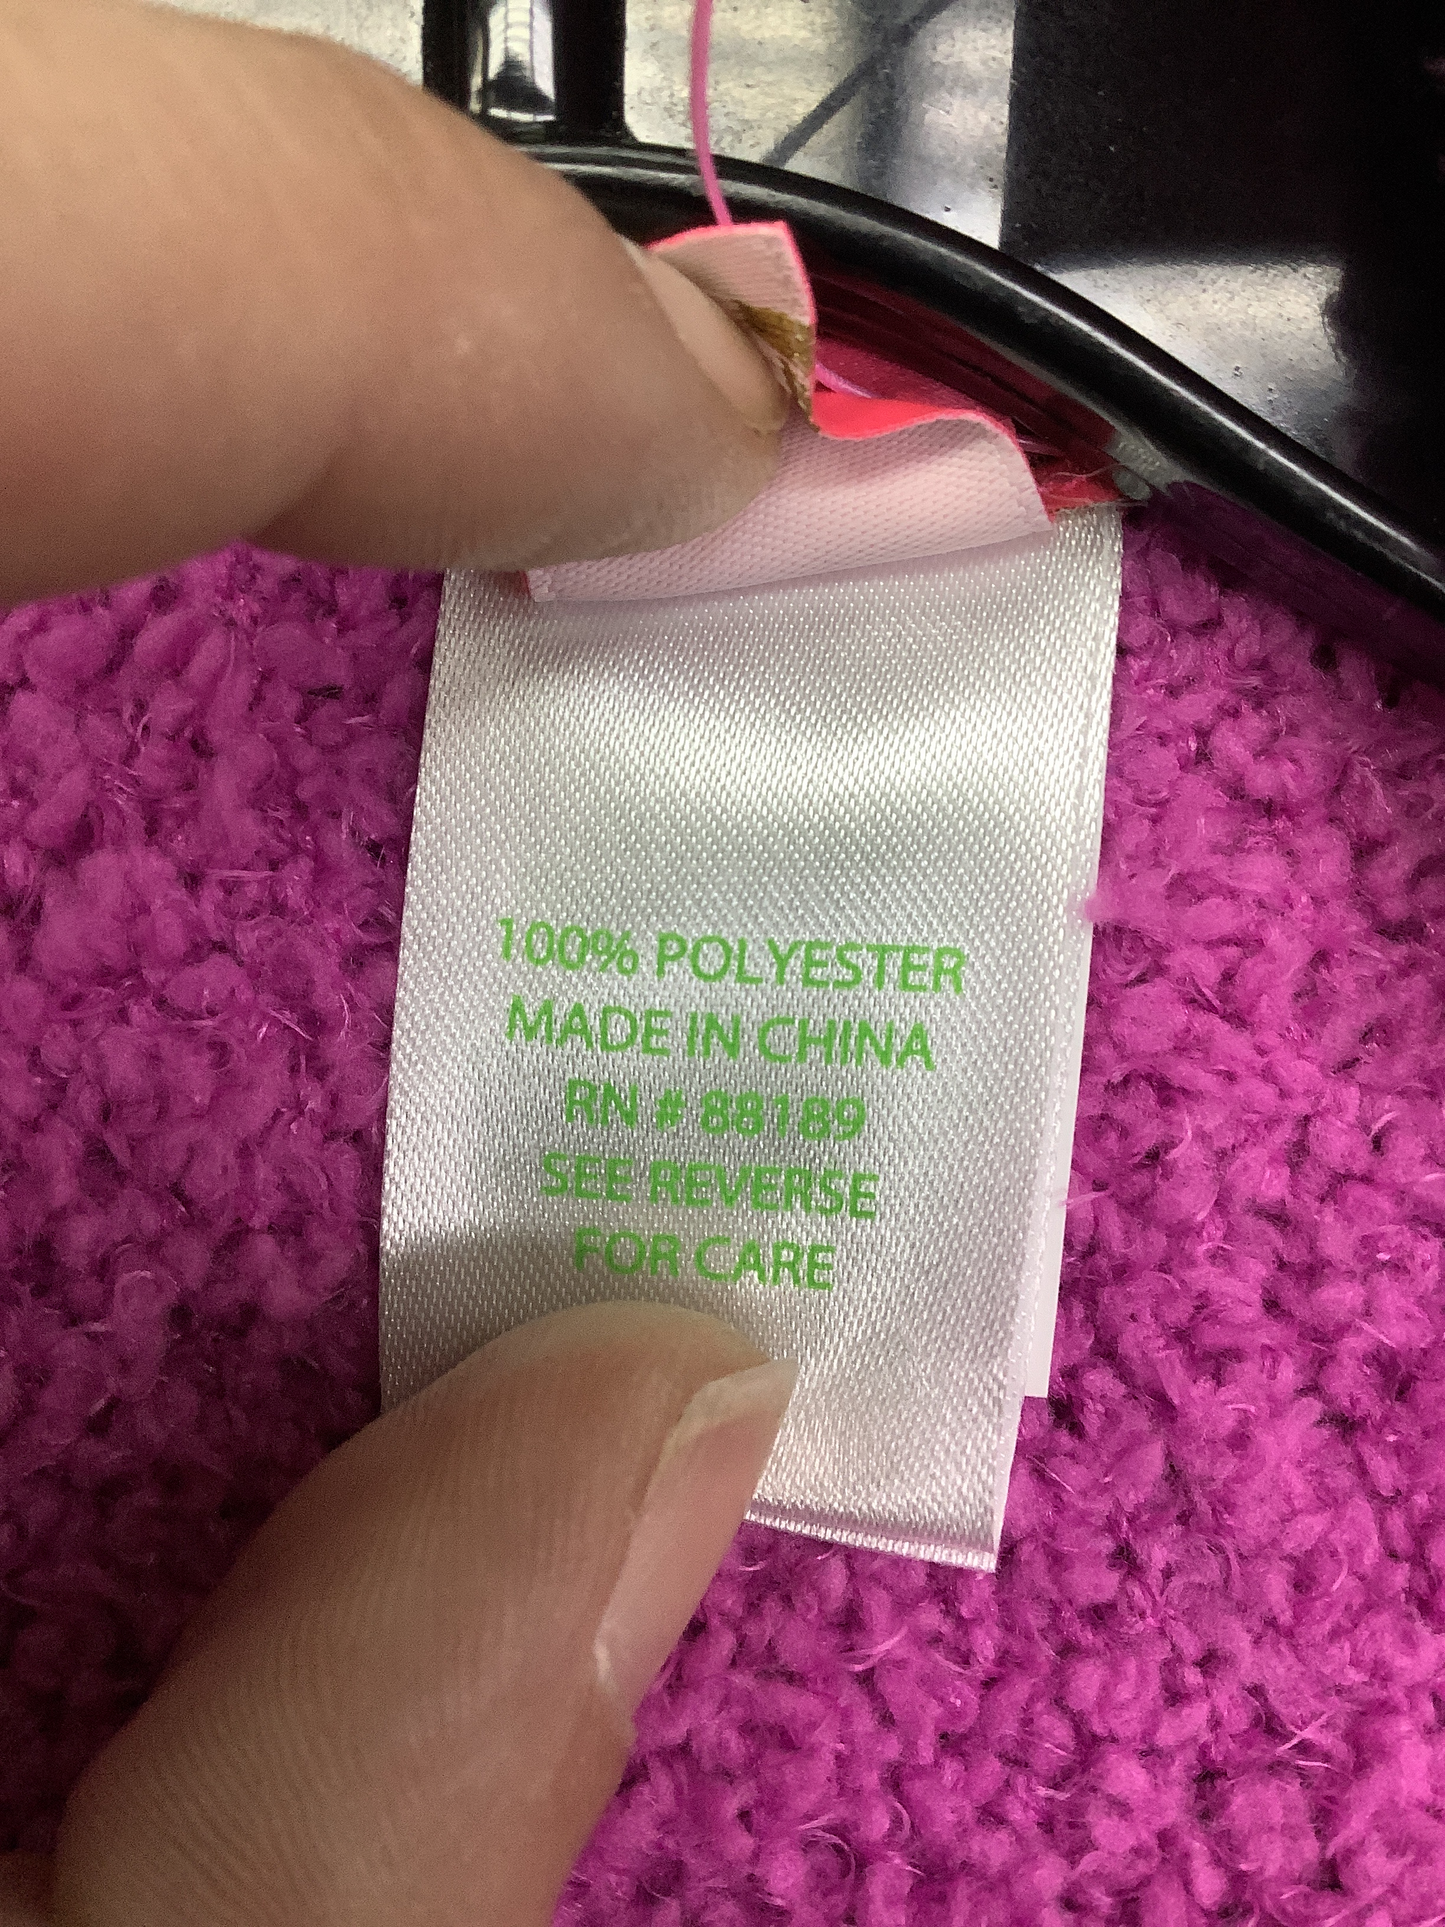 100% POLYESTER
MADE IN CHINA
RN # 88189
SEE REVERSE
FOR CARE